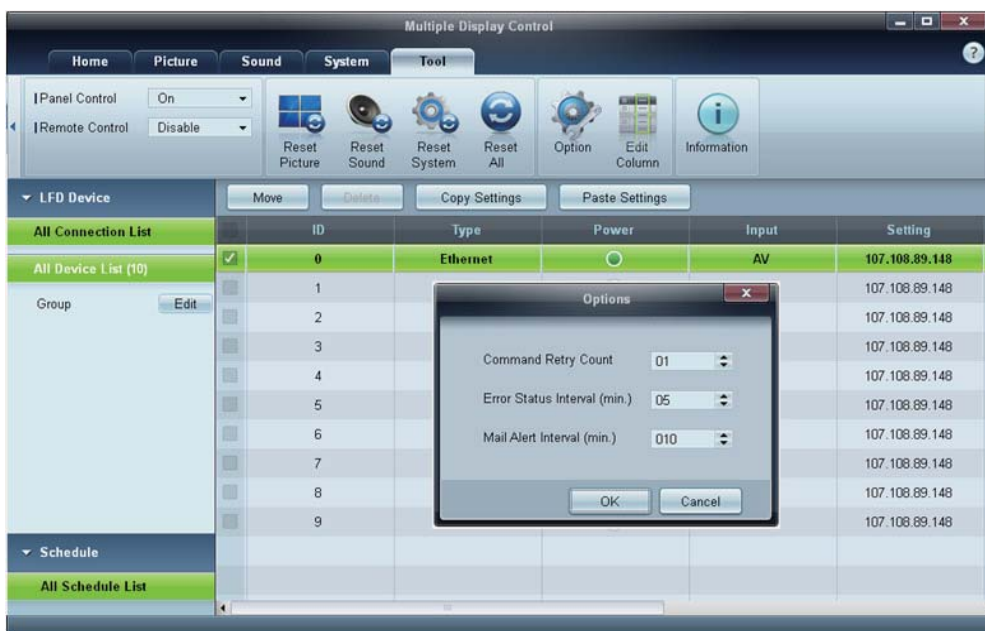 Multiple Display Control
Home Picture Sound System Tool
Panel Control On
Remote Control Disable
Reset Picture
Reset Sound
Reset System
Reset All
Option
Edit Column
Information
LFD Device
Move Delete Copy Settings Paste Settings
All Connection List
All Device List (10)
Group Edit
ID Type Power Input Setting
0 Ethernet AV 107.108.89.148
1 107.108.89.148
2 107.108.89.148
3 107.108.89.148
4 107.108.89.148
5 107.108.89.148
6 107.108.89.148
7 107.108.89.148
8 107.108.89.148
9 107.108.89.148
Options
Command Retry Count 01
Error Status Interval (min.) 05
Mail Alert Interval (min.) 010
OK Cancel
Schedule
All Schedule List